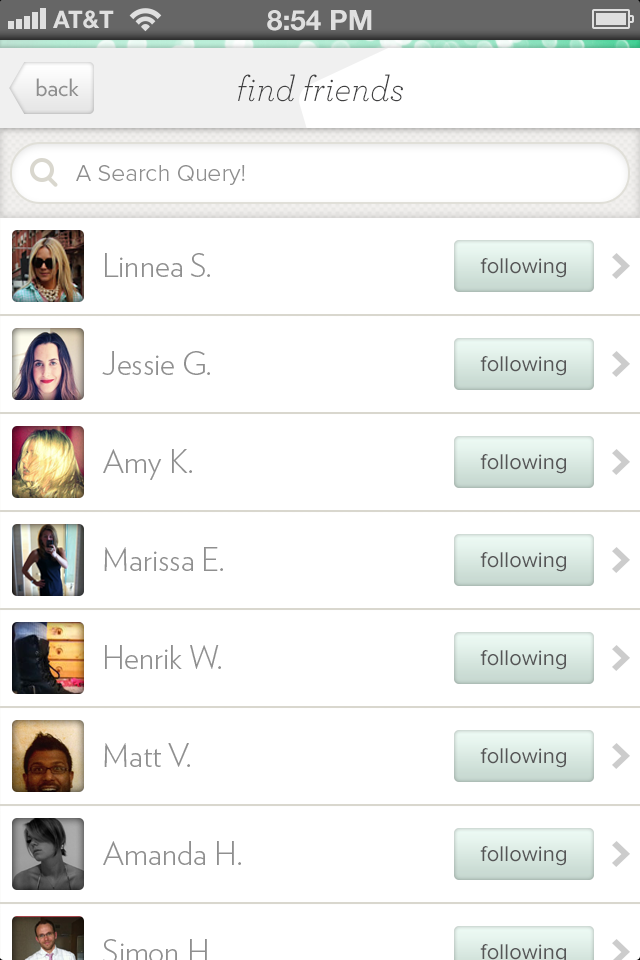 AT&T 8:54 PM
back find friends
A Search Query!
Linnea S. following
Jessie G. following
Amy K. following
Marissa E. following
Henrik W. following
Matt V. following
Amanda H. following
Simon H following